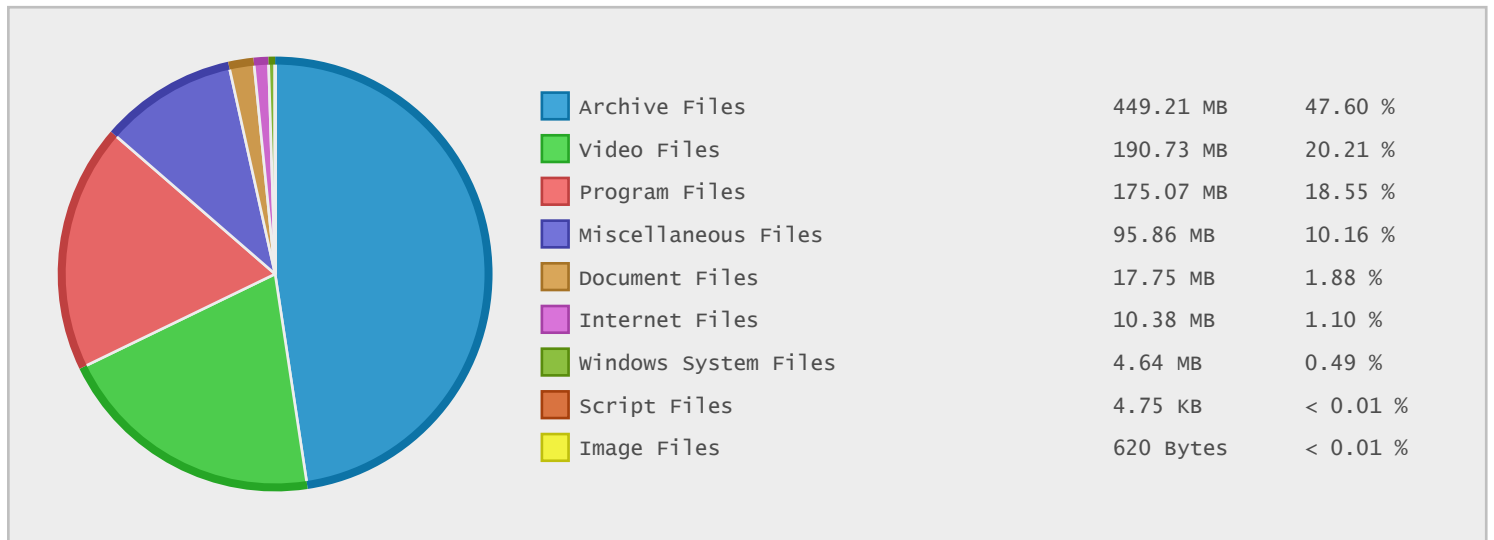 Archive Files 449.21 MB 47.60 %
Video Files 190.73 MB 20.21 %
Program Files 175.07 MB 18.55 %
Miscellaneous Files 95.86 MB 10.16 %
Document Files 17.75 MB 1.88 %
Internet Files 10.38 MB 1.10 %
Windows System Files 4.64 MB 0.49 %
Script Files 4.75 KB < 0.01 %
Image Files 620 Bytes < 0.01 %